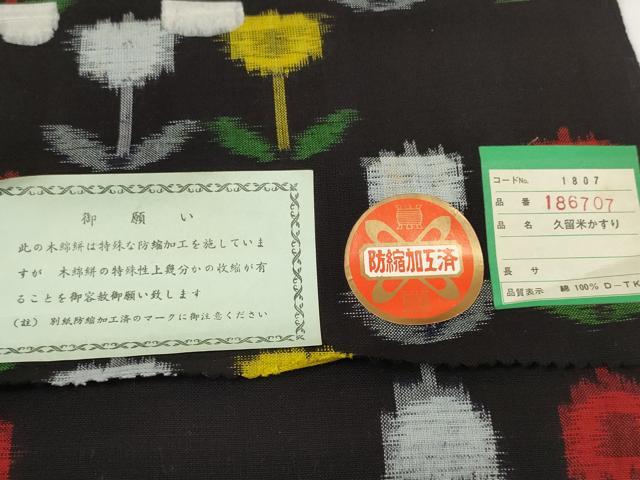 御願い
此の木綿絣は特殊な防縮加工を施していま
すが 木綿絣の特殊性上幾分かの収縮が有
ることを御容赦御願い致します
(註) 別紙防縮加工済のマークに御注意ください
防縮加工済
コードNo. 1807
品番 186707
品名 久留米かすり
長サ
品質表示 綿 100% D-TK